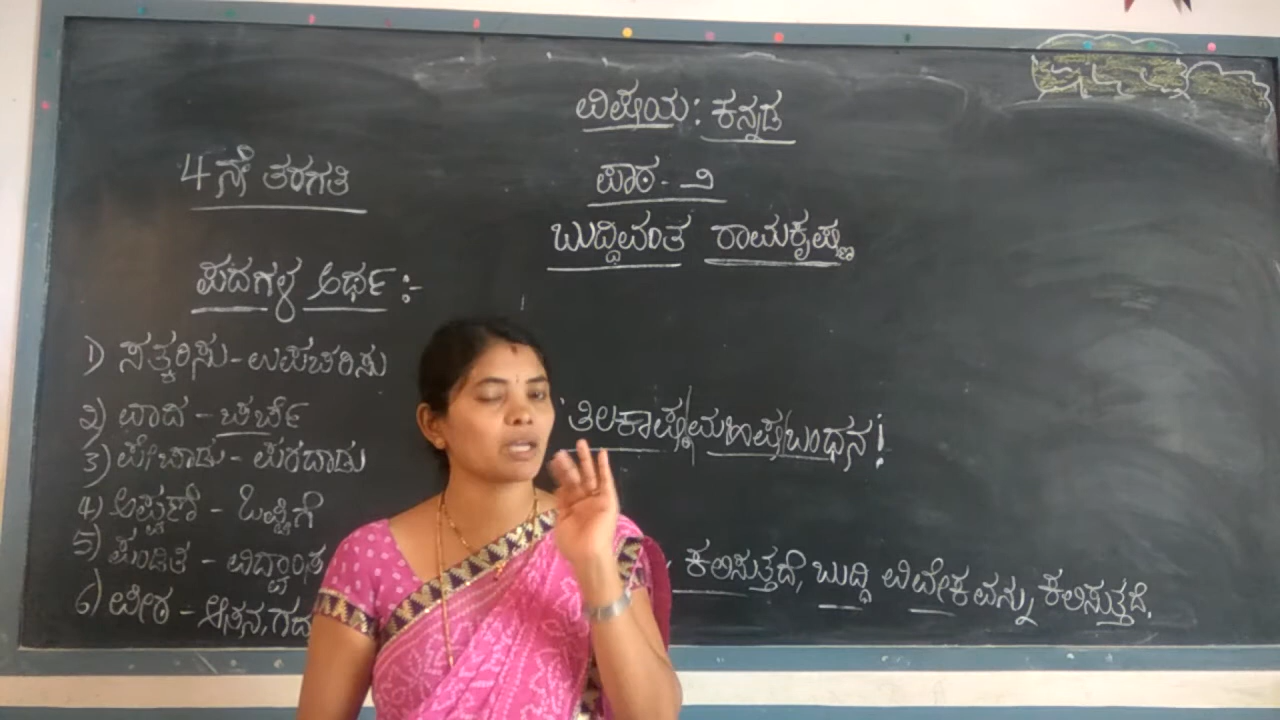 ವಿಷಯ: ಕನ್ನಡ
4ನೇ ತರಗತಿ
ಪಾಠ - ೨
ಬುದ್ಧಿವಂತ ರಾಮಕೃಷ್ಣ
ಪದಗಳ ಅರ್ಥ :-
1) ಸತ್ಕರಿಸು - ಉಪಚರಿಸು
2) ವಾದ - ಚರ್ಚೆ
3) ಪೇಚಾಡು - ಪರದಾಡು
4) ಅಪ್ಪಣೆ - ಒಪ್ಪಿಗೆ
5) ಪಂಡಿತ - ವಿದ್ವಾಂಸ
6) ಪೀಠ - ಆಸನ, ಗದ
ತಿಲಕಾಷ್ಠಮಹಿಷಬಂಧನ!
ಕಲಿಸುತ್ತದೆ, ಬುದ್ಧಿ ವಿವೇಕವನ್ನು ಕಲಿಸುತ್ತದೆ.